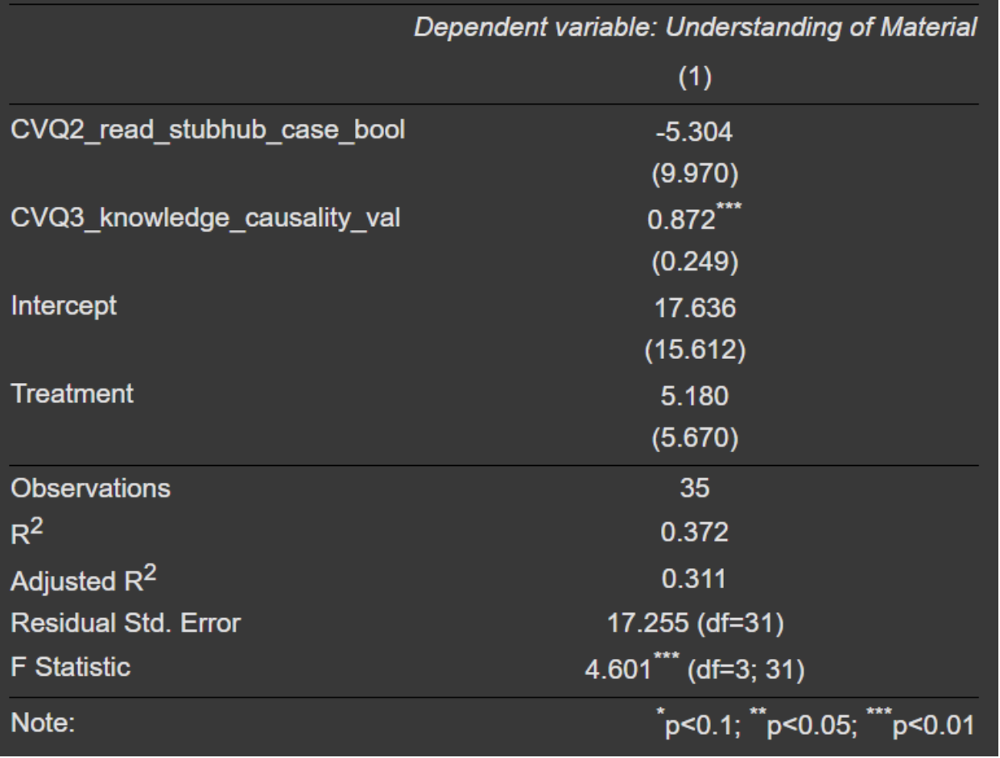 Dependent variable: Understanding of Material
(1)
CVQ2_read_stubhub_case_bool -5.304
(9.970)
CVQ3_knowledge_causality_val 0.872***
(0.249)
Intercept 17.636
(15.612)
Treatment 5.180
(5.670)
Observations 35
R2 0.372
Adjusted R2 0.311
Residual Std. Error 17.255 (df=31)
F Statistic 4.601*** (df=3; 31)
Note: *p<0.1; **p<0.05; ***p<0.01